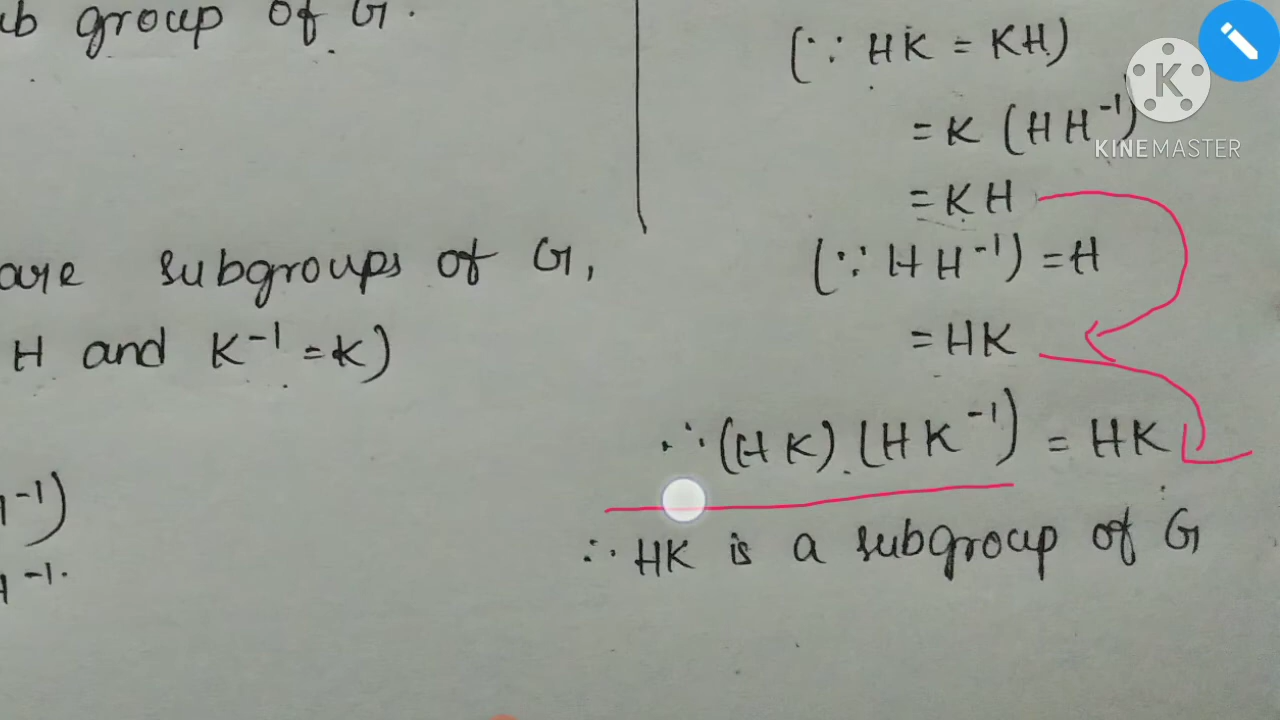 ub group of G.
are subgroups of G,
H and K⁻¹ = K)
⁻¹)
⁻¹.
(∵ HK = KH)
= K (HH⁻¹)
= KH
(∵ HH⁻¹) = H
= HK
∴ (HK).(HK⁻¹) = HK
∴ HK is a subgroup of G
K
KINEMASTER